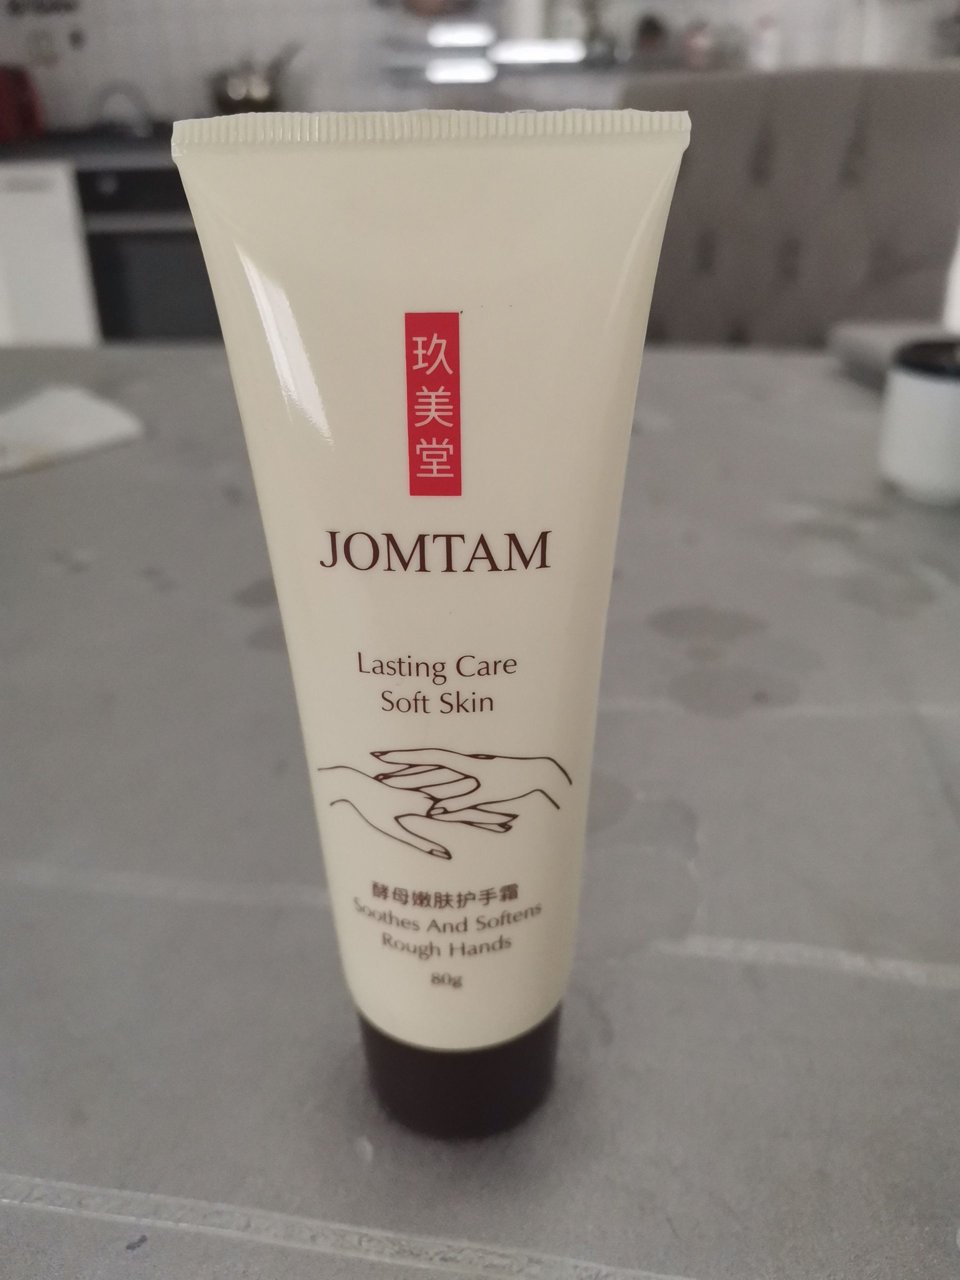 玖美堂
JOMTAM
Lasting Care
Soft Skin
酵母嫩肤护手霜
Soothes And Softens
Rough Hands
80g